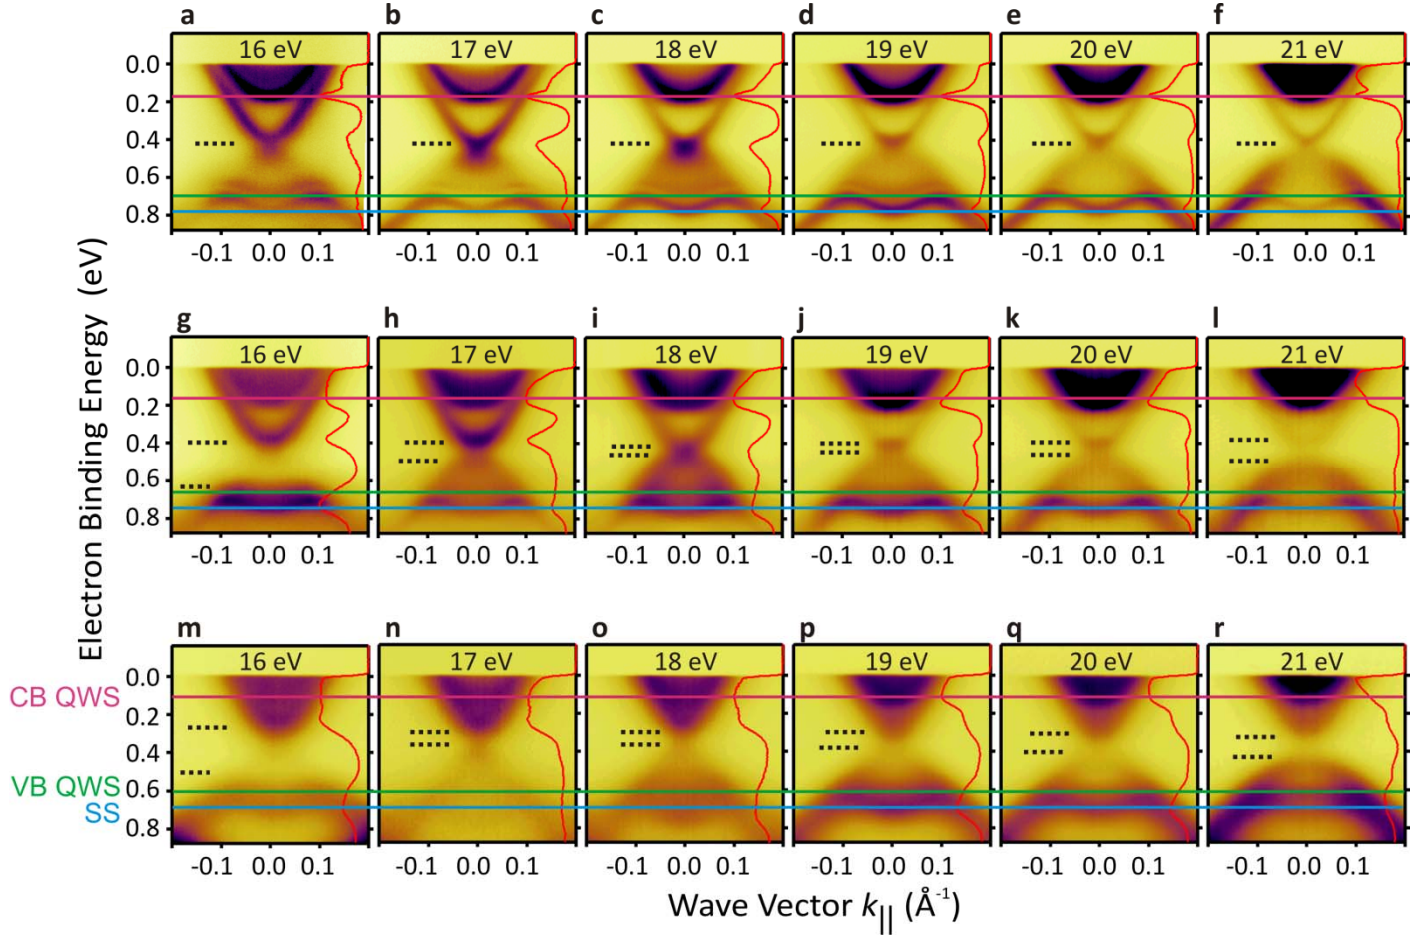 a b c d e f
16 eV 17 eV 18 eV 19 eV 20 eV 21 eV
0.0
0.2
0.4
0.6
0.8
-0.1 0.0 0.1 -0.1 0.0 0.1 -0.1 0.0 0.1 -0.1 0.0 0.1 -0.1 0.0 0.1 -0.1 0.0 0.1
Electron Binding Energy (eV)
g h i j k l
16 eV 17 eV 18 eV 19 eV 20 eV 21 eV
0.0
0.2
0.4
0.6
0.8
-0.1 0.0 0.1 -0.1 0.0 0.1 -0.1 0.0 0.1 -0.1 0.0 0.1 -0.1 0.0 0.1 -0.1 0.0 0.1
m n o p q r
16 eV 17 eV 18 eV 19 eV 20 eV 21 eV
0.0
CB QWS
0.2
0.4
VB QWS 0.6
SS
0.8
-0.1 0.0 0.1 -0.1 0.0 0.1 -0.1 0.0 0.1 -0.1 0.0 0.1 -0.1 0.0 0.1 -0.1 0.0 0.1
Wave Vector k|| (Å⁻¹)